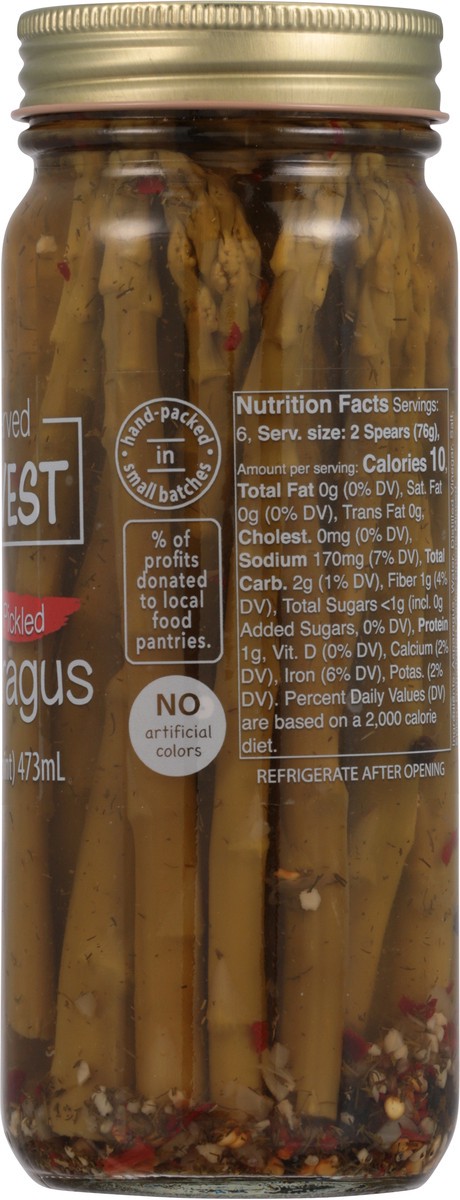 EST
473mL
hand-packed
in
small batches
% of
profits
donated
to local
food
pantries.
NO
artificial
colors
Nutrition Facts Servings:
6, Serv. size: 2 Spears (76g),
Amount per serving: Calories 10,
Total Fat 0g (0% DV), Sat. Fat
0g (0% DV), Trans Fat 0g,
Cholest. 0mg (0% DV),
Sodium 170mg (7% DV), Total
Carb. 2g (1% DV), Fiber 1g (4%
DV), Total Sugars <1g (incl. 0g
Added Sugars, 0% DV), Protein
1g, Vit. D (0% DV), Calcium (2%
DV), Iron (6% DV), Potas. (2%
DV). Percent Daily Values (DV)
are based on a 2,000 calorie
diet.
REFRIGERATE AFTER OPENING